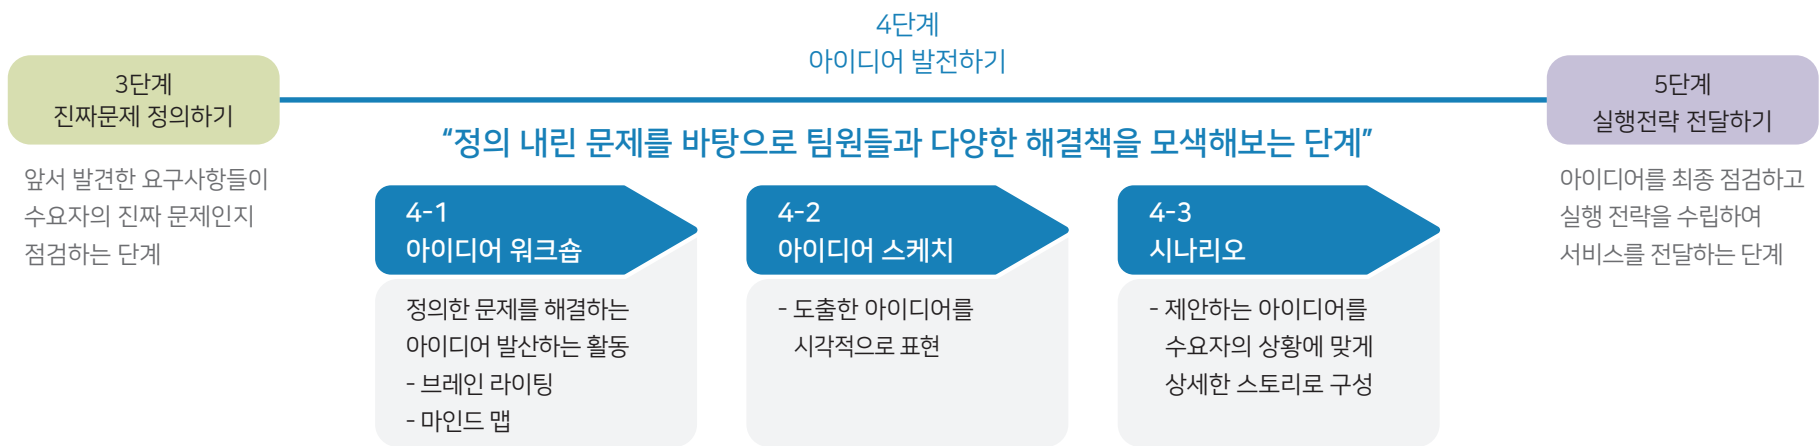 4단계
아이디어 발전하기
3단계
진짜문제 정의하기
앞서 발견한 요구사항들이
수요자의 진짜 문제인지
점검하는 단계
“정의 내린 문제를 바탕으로 팀원들과 다양한 해결책을 모색해보는 단계”
4-1
아이디어 워크숍
정의한 문제를 해결하는
아이디어 발산하는 활동
- 브레인 라이팅
- 마인드 맵
4-2
아이디어 스케치
- 도출한 아이디어를
시각적으로 표현
4-3
시나리오
- 제안하는 아이디어를
수요자의 상황에 맞게
상세한 스토리로 구성
5단계
실행전략 전달하기
아이디어를 최종 점검하고
실행 전략을 수립하여
서비스를 전달하는 단계